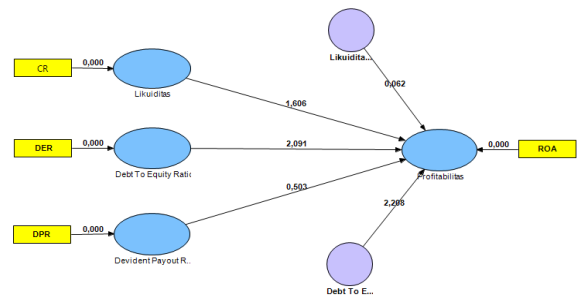 Likuidita...
CR
0,000
Likuiditas
0,062
1,606
DER
0,000
Debt To Equity Ratio
2,091
Profitabilitas
0,000
ROA
0,503
DPR
0,000
Devident Payout R..
2,208
Debt To E...